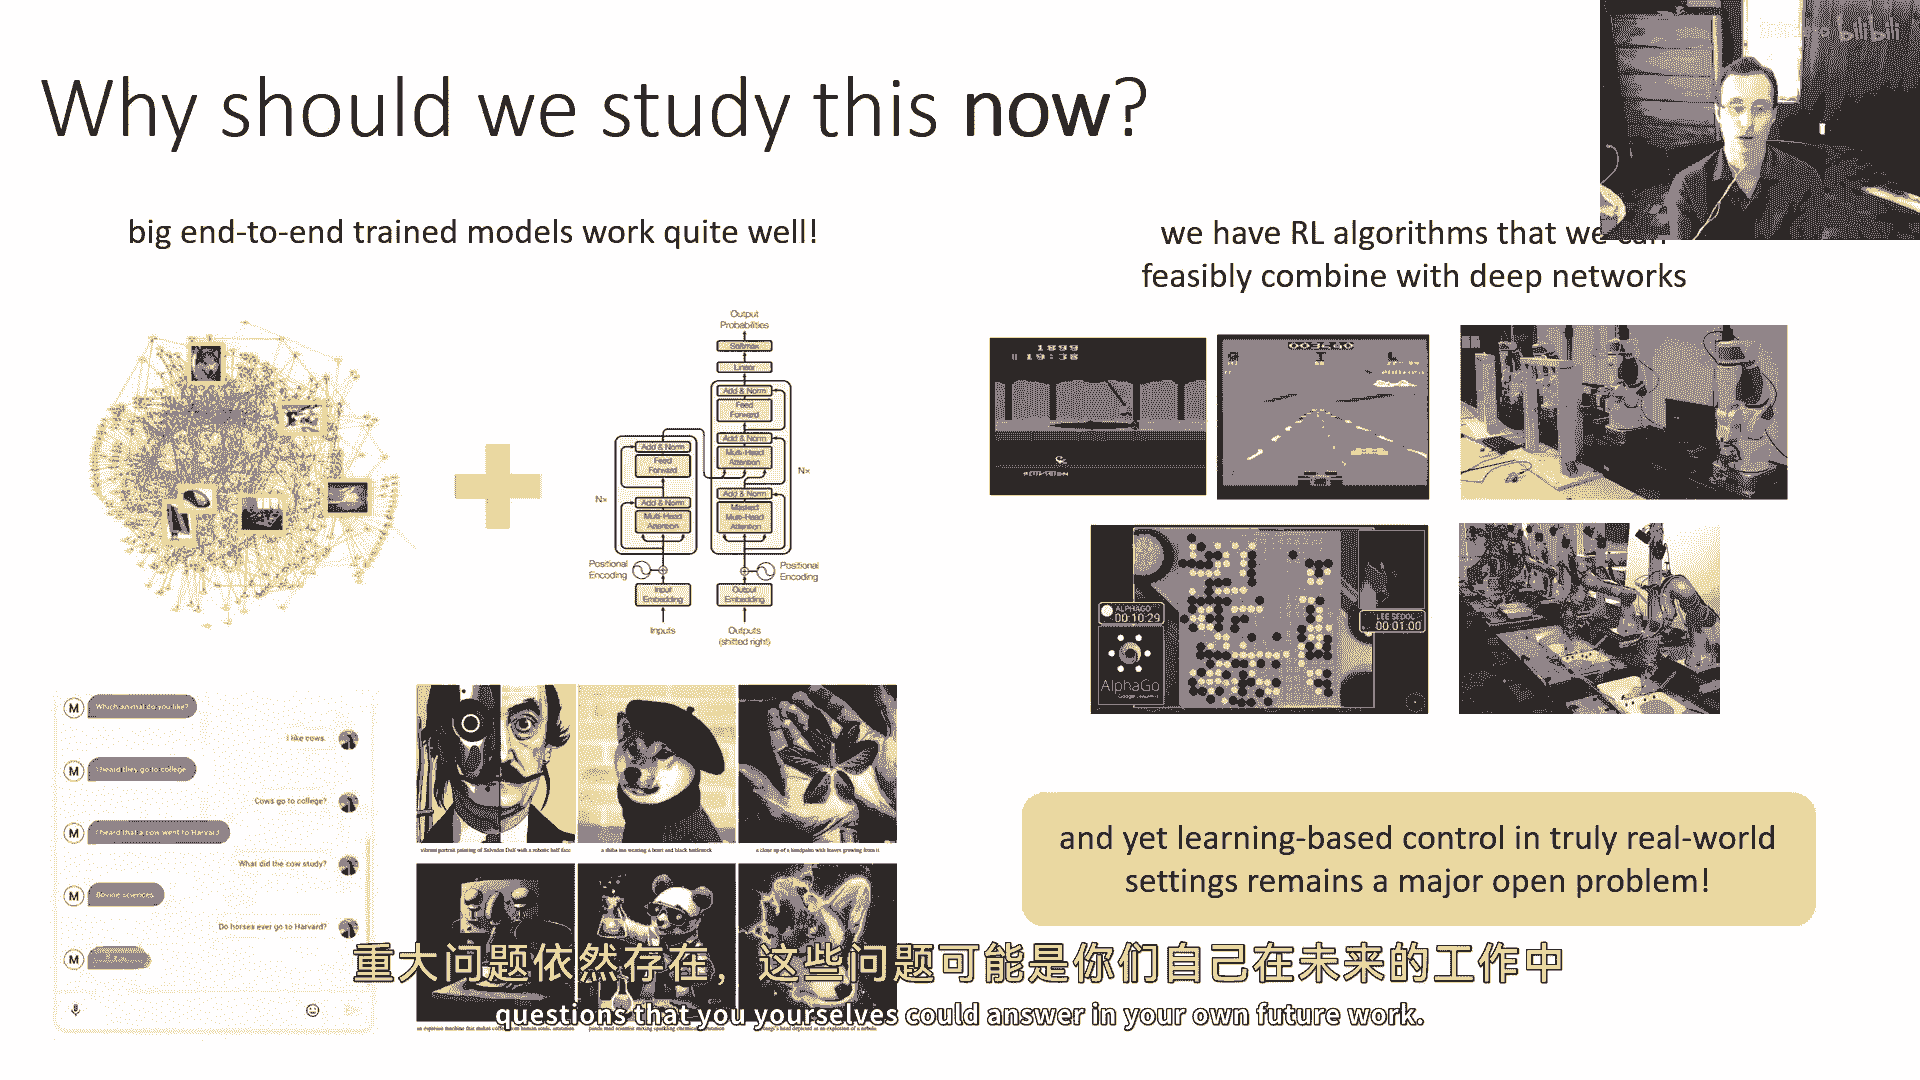 bilibili
Why should we study this now?
big end-to-end trained models work quite well!
we have RL algorithms that we can
feasibly combine with deep networks
Output
Probabilities
Softmax
Linear
Add & Norm
Feed
Forward
Add & Norm
Multi-Head
Attention
Add & Norm
Masked
Multi-Head
Attention
Nx
Add & Norm
Feed
Forward
Nx
Add & Norm
Multi-Head
Attention
Positional
Encoding
Positional
Encoding
Input
Embedding
Output
Embedding
Inputs
Outputs
(shifted right)
1899
19:38
003660
ALPHAGO
00:10:29
LEE SEDOL
00:01:00
AlphaGo
M
Which animal do you like?
I like cows.
M
I heard they go to college
Cows go to college?
M
I heard that a cow went to Harvard
What did the cow study?
M
Bovine sciences
Do horses ever go to Harvard?
M
vibrant portrait painting of Salvador Dalí with a robotic half face
a shiba inu wearing a beret and black turtleneck
a close up of a handpalm with leaves growing from it
and yet learning-based control in truly real-world
settings remains a major open problem!
重大问题依然存在，这些问题可能是你们自己在未来的工作中
questions that you yourselves could answer in your own future work.